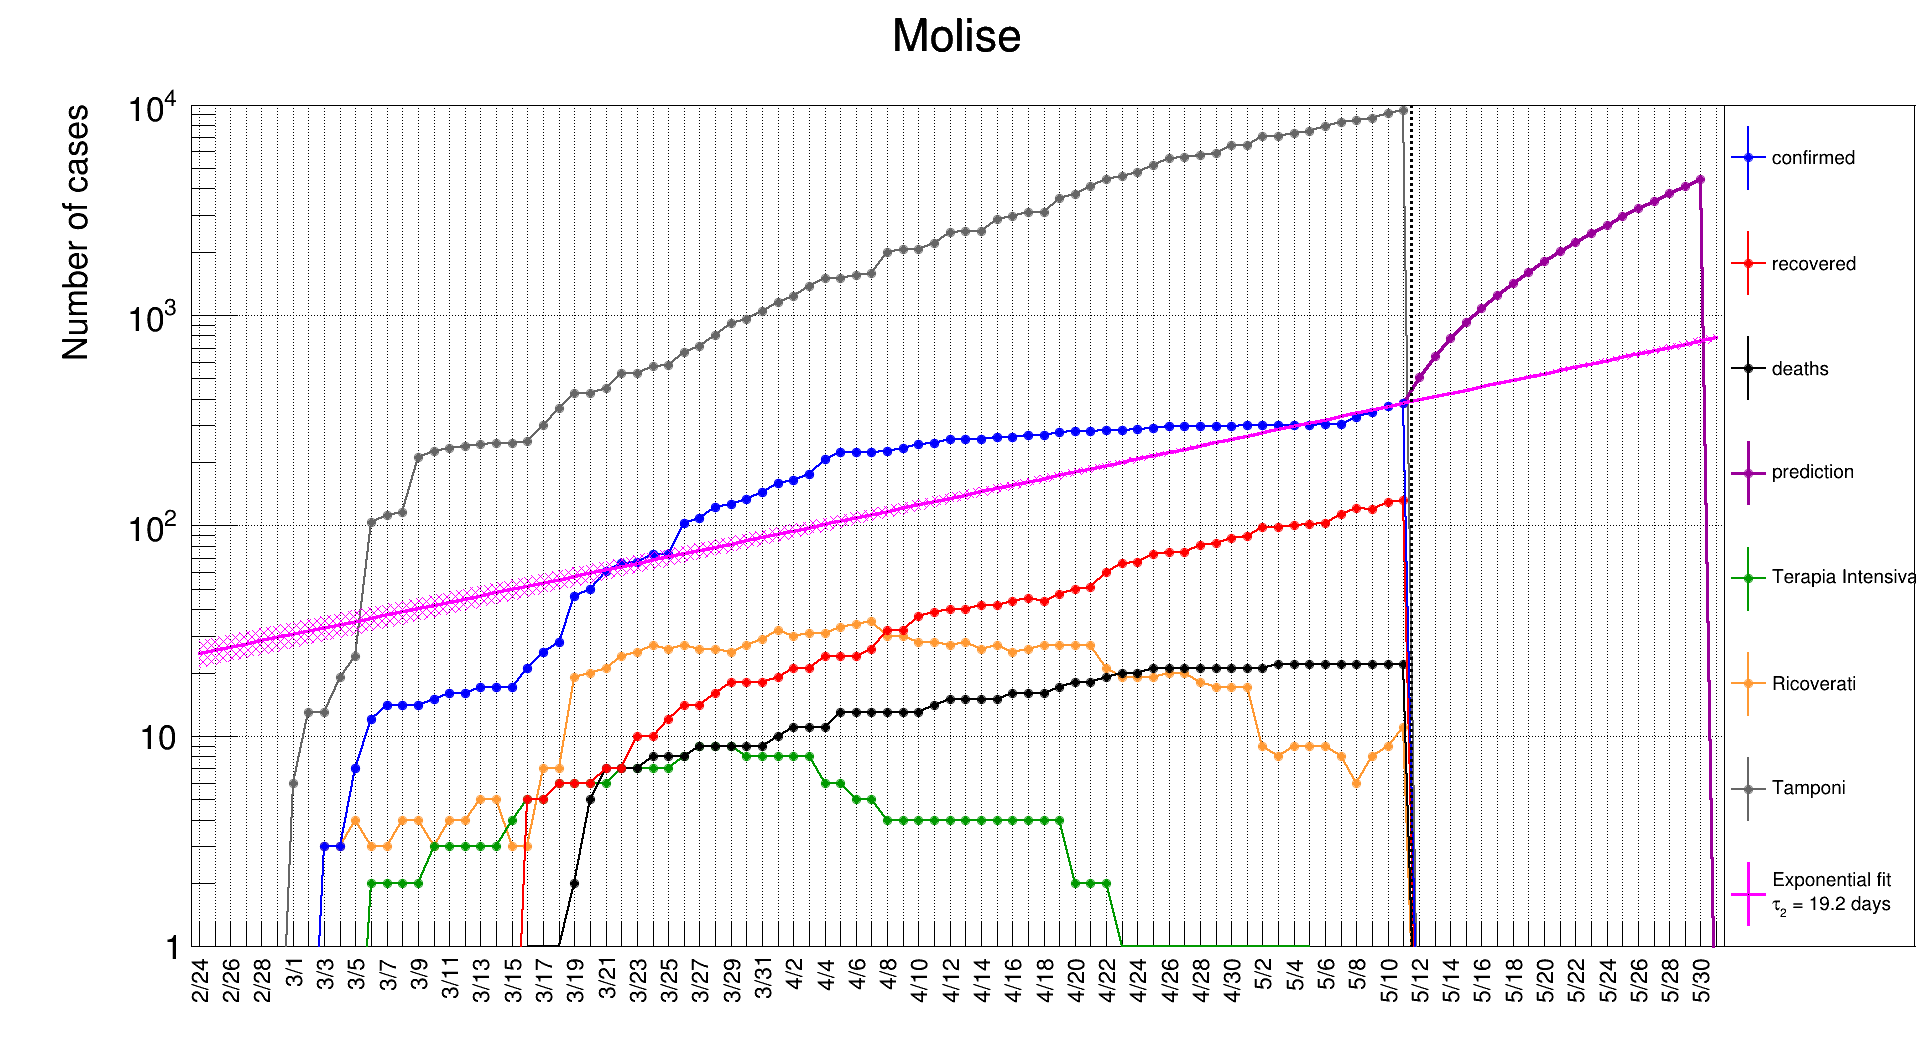 Molise
Number of cases
10^4
10^3
10^2
10
1
2/24 2/26 2/28 3/1 3/3 3/5 3/7 3/9 3/11 3/13 3/15 3/17 3/19 3/21 3/23 3/25 3/27 3/29 3/31 4/2 4/4 4/6 4/8 4/10 4/12 4/14 4/16 4/18 4/20 4/22 4/24 4/26 4/28 4/30 5/2 5/4 5/6 5/8 5/10 5/12 5/14 5/16 5/18 5/20 5/22 5/24 5/26 5/28 5/30
confirmed
recovered
deaths
prediction
Terapia Intensiva
Ricoverati
Tamponi
Exponential fit
τ₂ = 19.2 days